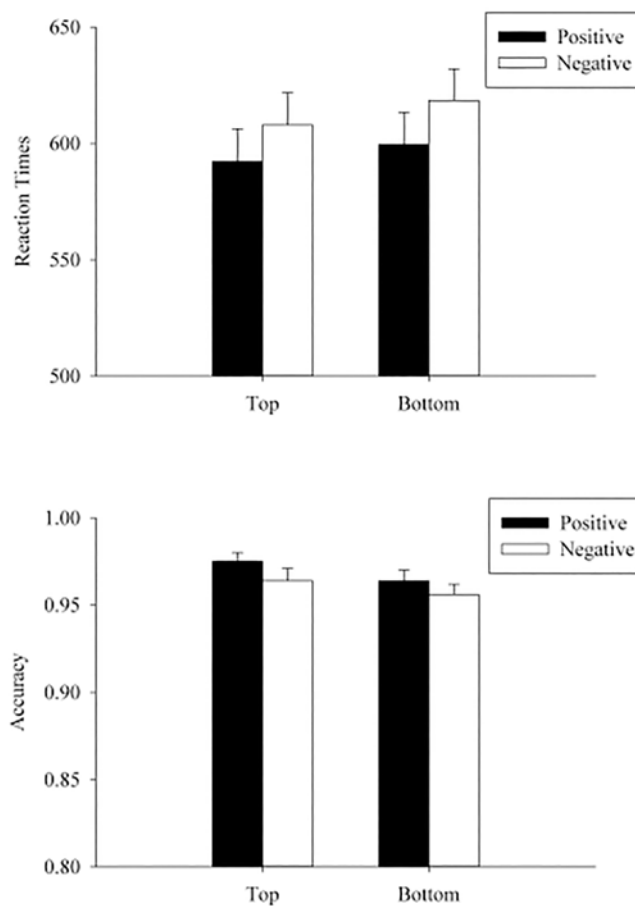 650
Positive
Negative
600
Reaction Times
550
500
Top Bottom
1.00
Positive
Negative
0.95
Accuracy
0.90
0.85
0.80
Top Bottom